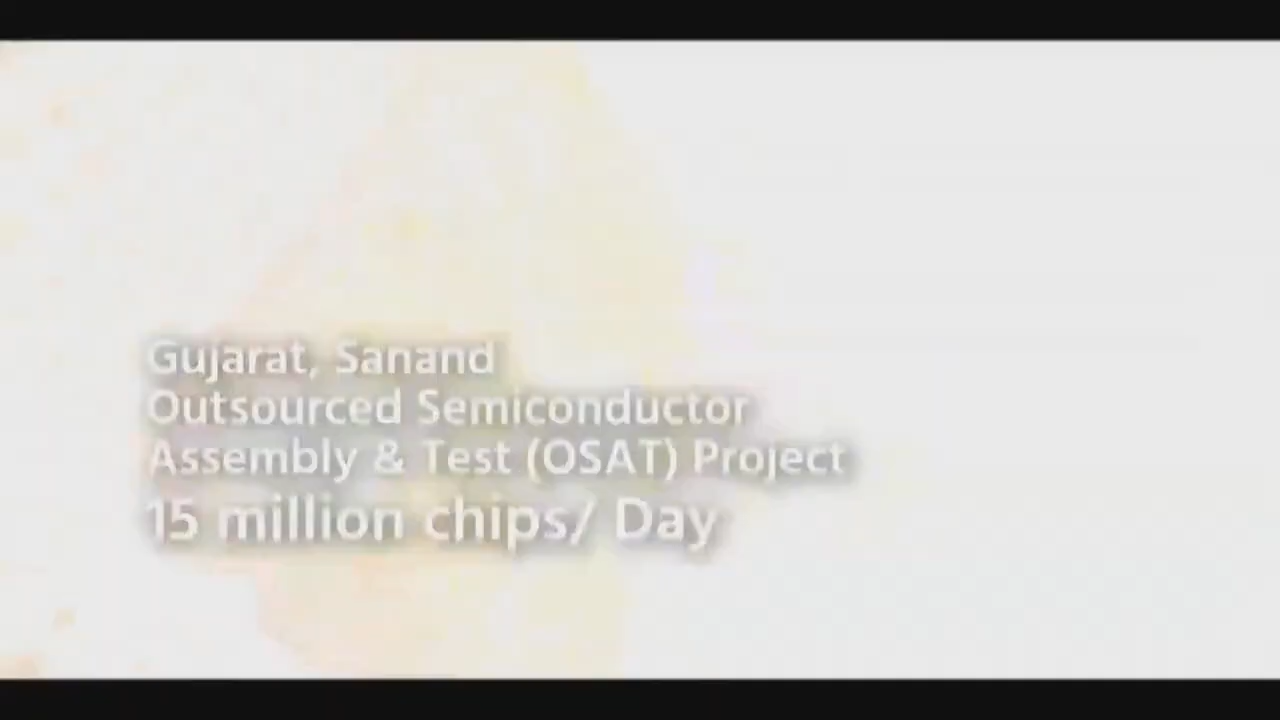 Gujarat, Sanand
Outsourced Semiconductor
Assembly & Test (OSAT) Project
15 million chips/ Day